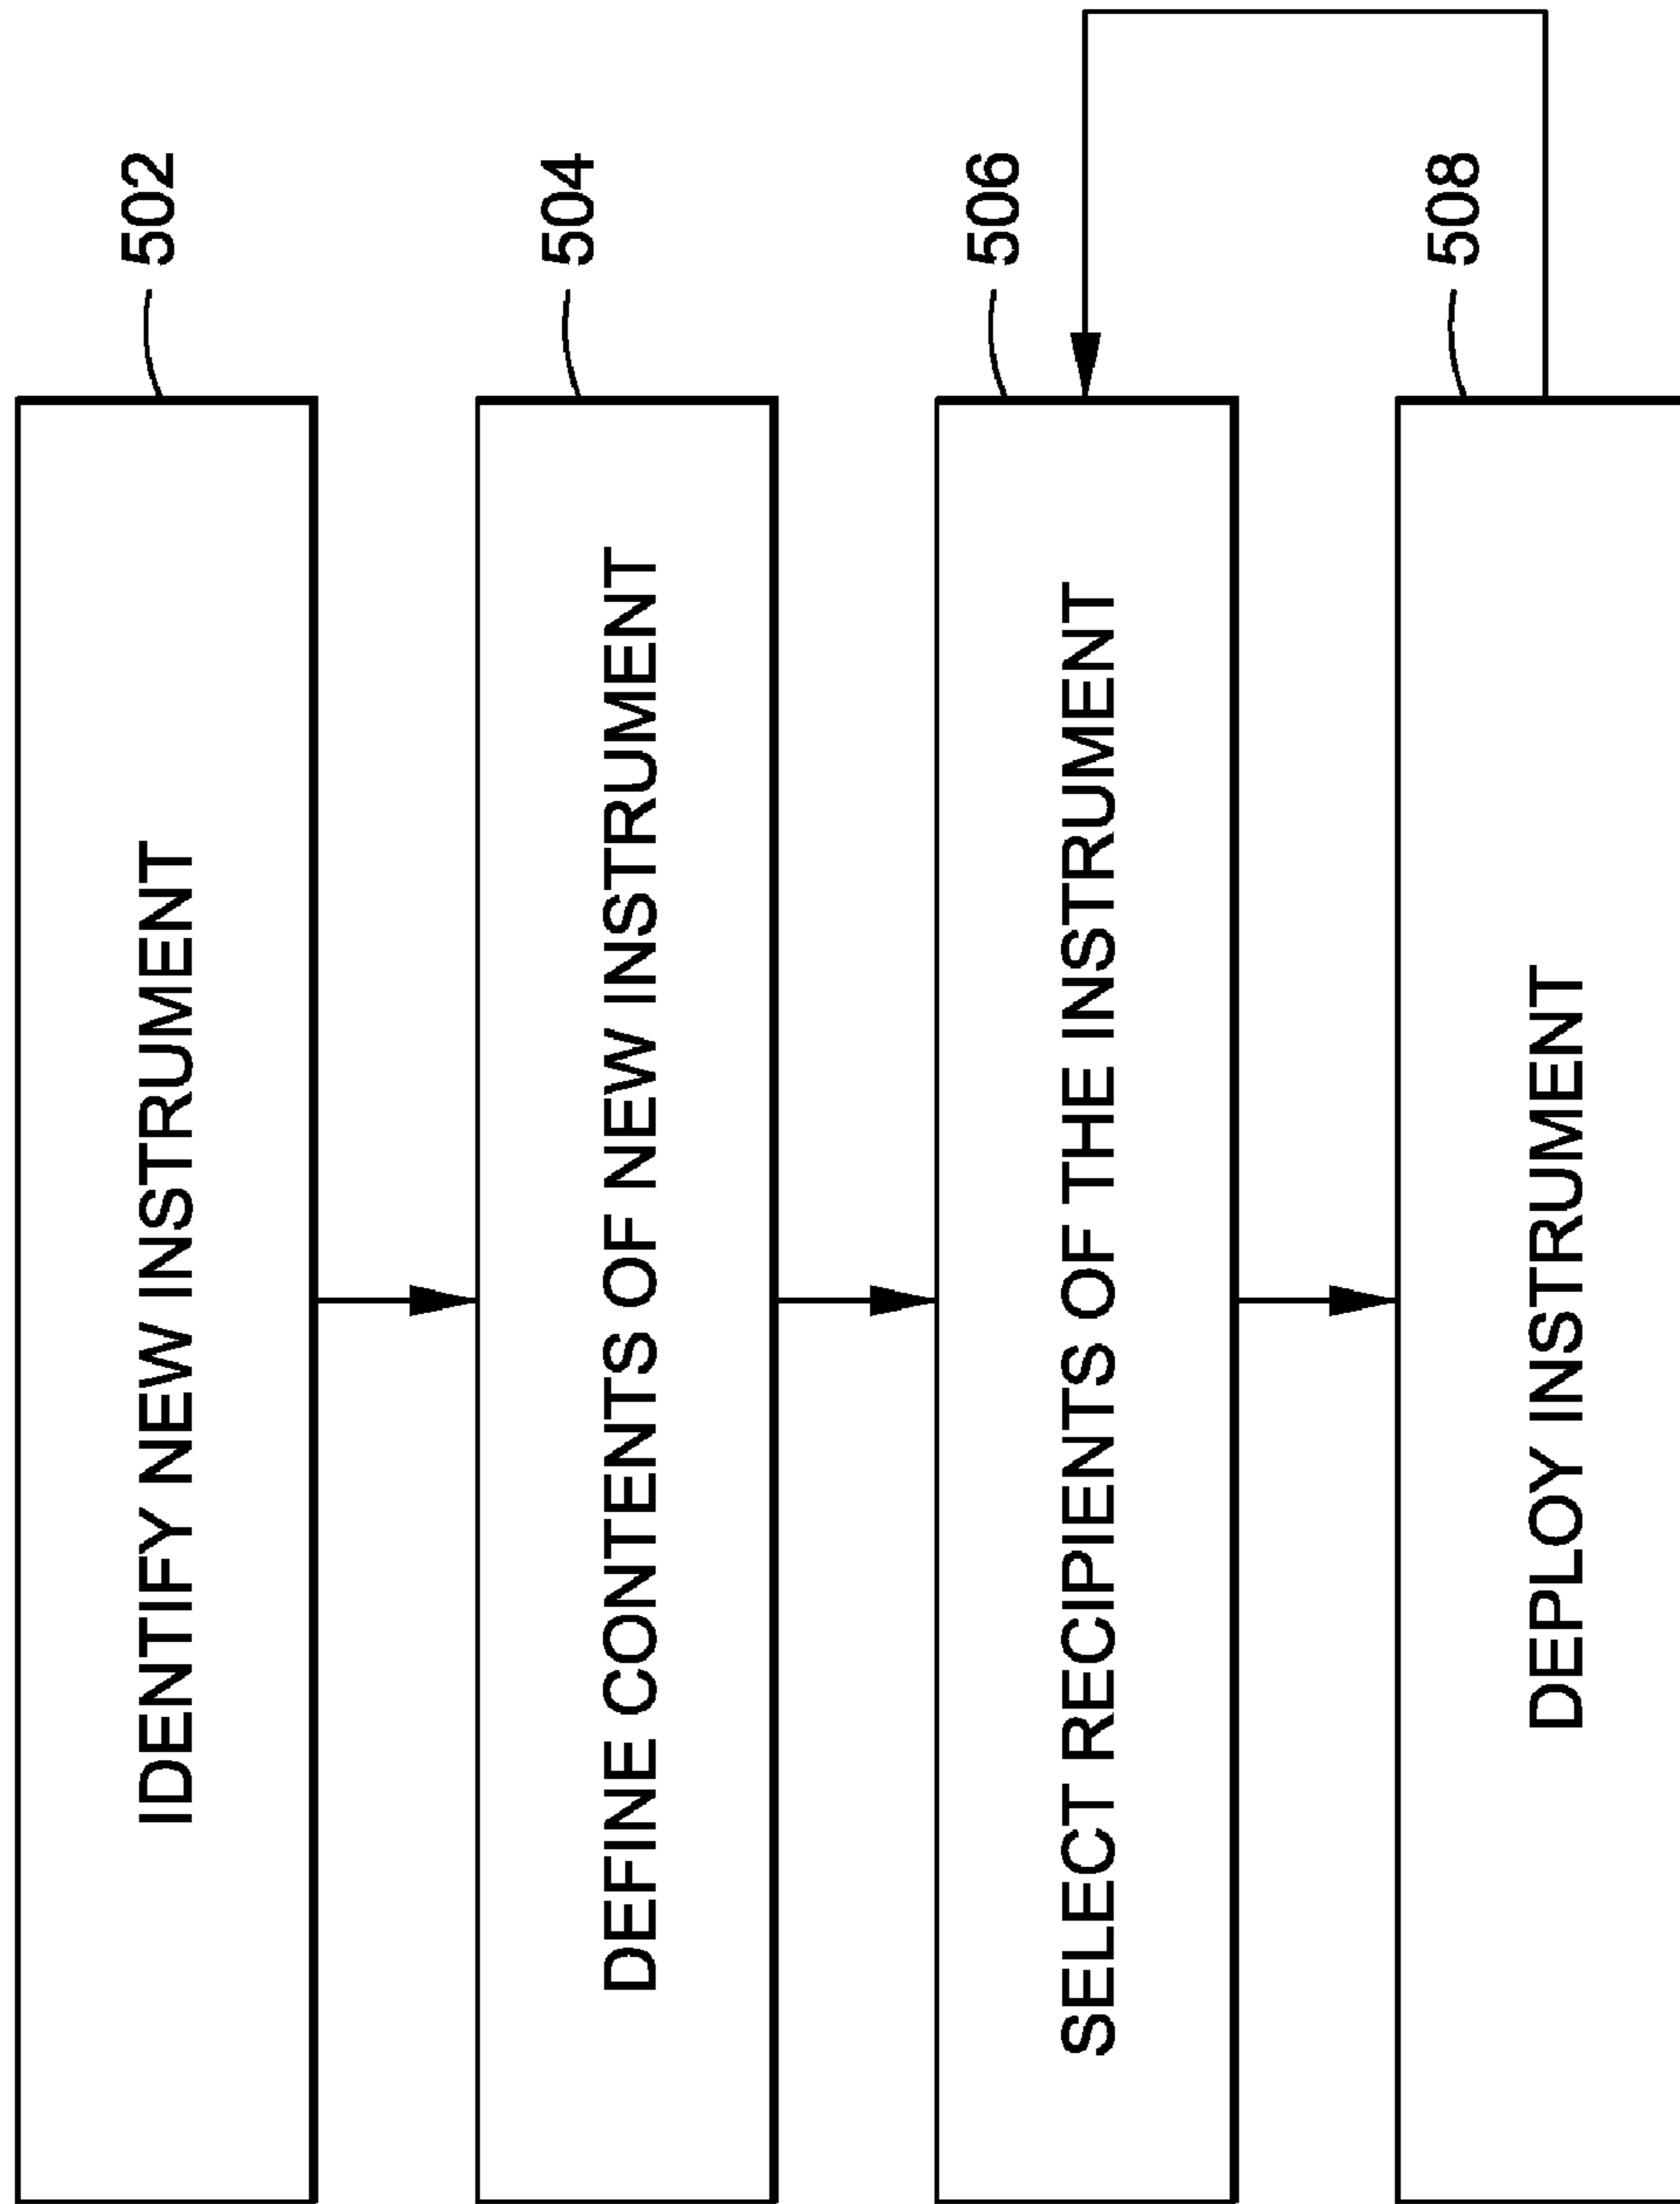 502
IDENTIFY NEW INSTRUMENT
504
DEFINE CONTENTS OF NEW INSTRUMENT
506
SELECT RECIPIENTS OF THE INSTRUMENT
508
DEPLOY INSTRUMENT